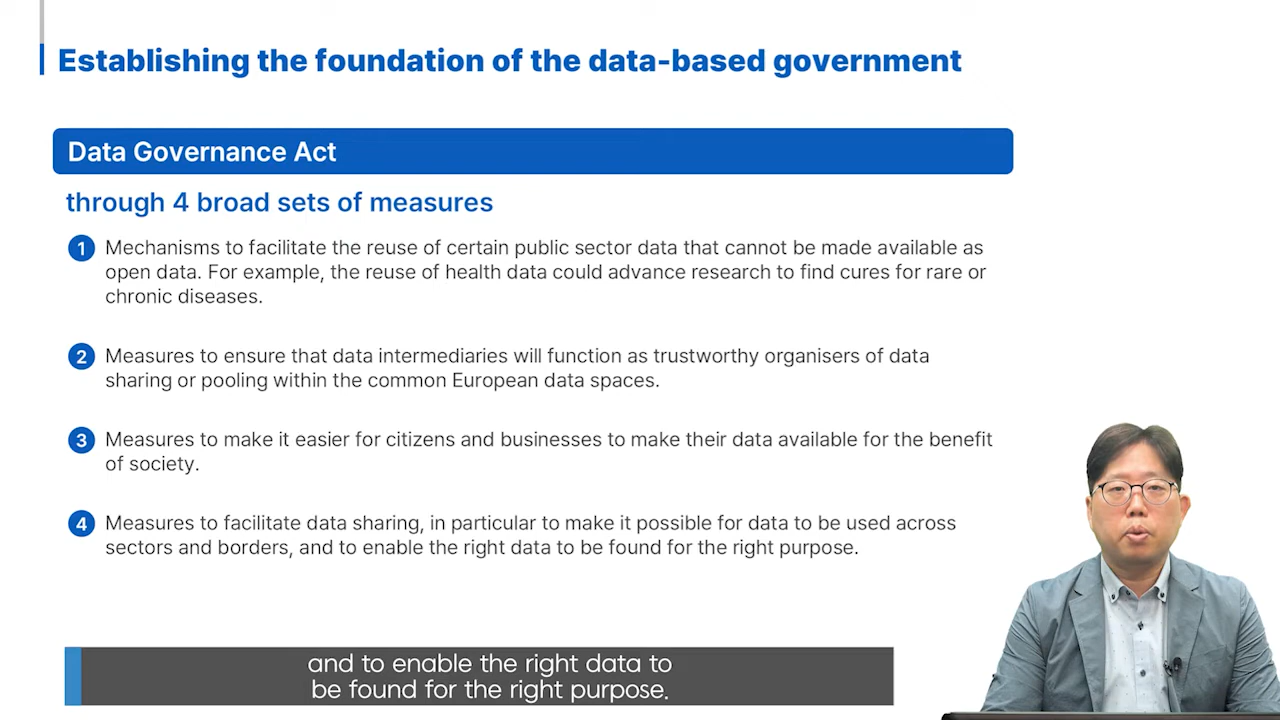 Establishing the foundation of the data-based government
Data Governance Act
through 4 broad sets of measures
1 Mechanisms to facilitate the reuse of certain public sector data that cannot be made available as
open data. For example, the reuse of health data could advance research to find cures for rare or
chronic diseases.
2 Measures to ensure that data intermediaries will function as trustworthy organisers of data
sharing or pooling within the common European data spaces.
3 Measures to make it easier for citizens and businesses to make their data available for the benefit
of society.
4 Measures to facilitate data sharing, in particular to make it possible for data to be used across
sectors and borders, and to enable the right data to be found for the right purpose.
and to enable the right data to
be found for the right purpose.